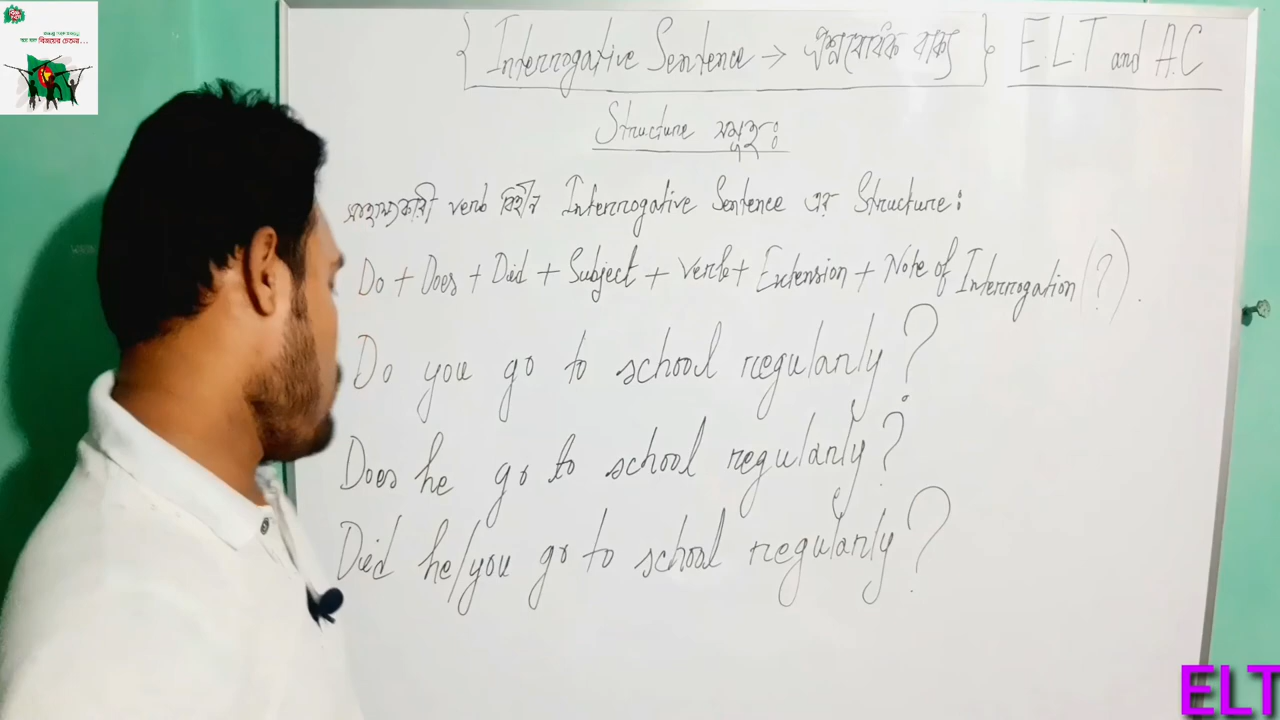 {Interrogative Sentence → প্রশ্নবোধক বাক্য} E.L.T and A.C
Structure সমূহ:
সাহায্যকারী verb বিহীন Interrogative Sentence এর Structure:
Do + Does + Did + Subject + Verb + Extension + Note of Interrogation (?).
Do you go to school regularly?
Does he go to school regularly?
Did he/you go to school regularly?
ELT